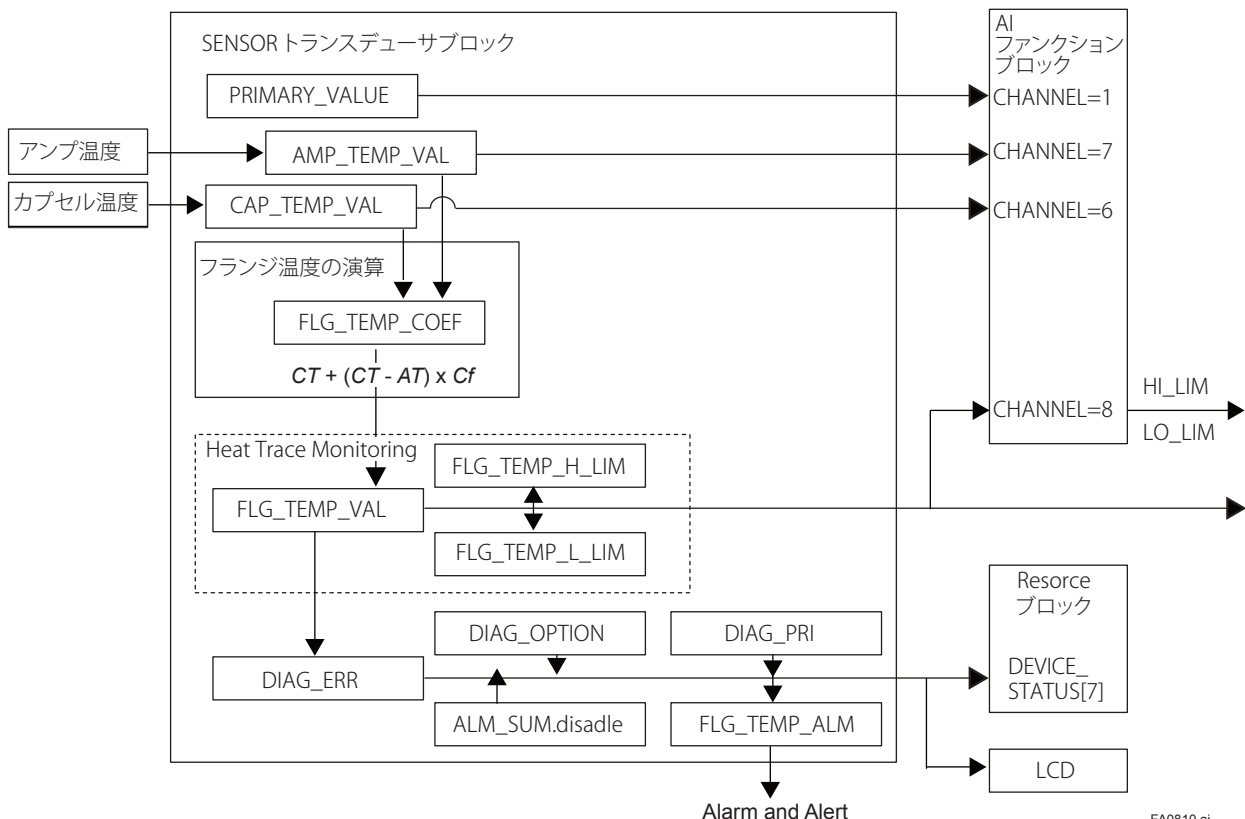 SENSOR トランスデューサブロック
AI
ファンクション
ブロック
PRIMARY_VALUE
CHANNEL=1
アンプ温度
AMP_TEMP_VAL
CHANNEL=7
カプセル温度
CAP_TEMP_VAL
CHANNEL=6
フランジ温度の演算
FLG_TEMP_COEF
CT + (CT - AT) x Cf
CHANNEL=8
HI_LIM
LO_LIM
Heat Trace Monitoring
FLG_TEMP_H_LIM
FLG_TEMP_VAL
FLG_TEMP_L_LIM
Resorce
ブロック
DIAG_OPTION
DIAG_PRI
DIAG_ERR
DEVICE_
STATUS[7]
ALM_SUM.disadle
FLG_TEMP_ALM
LCD
Alarm and Alert